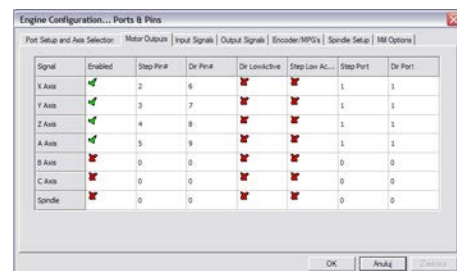 Engine Configuration... Ports & Pins
Port Setup and Axis Selection Motor Outputs Input Signals Output Signals Encoder/MPG's Spindle Setup Mill Options
Signal Enabled Step Pin# Dir Pin# Dir LowActive Step Low Ac... Step Port Dir Port
X Axis 2 6 1 1
Y Axis 3 7 1 1
Z Axis 4 8 1 1
A Axis 5 9 1 1
B Axis 0 0 0 0
C Axis 0 0 0 0
Spindle 0 0 0 0
OK Anuluj Zastosuj